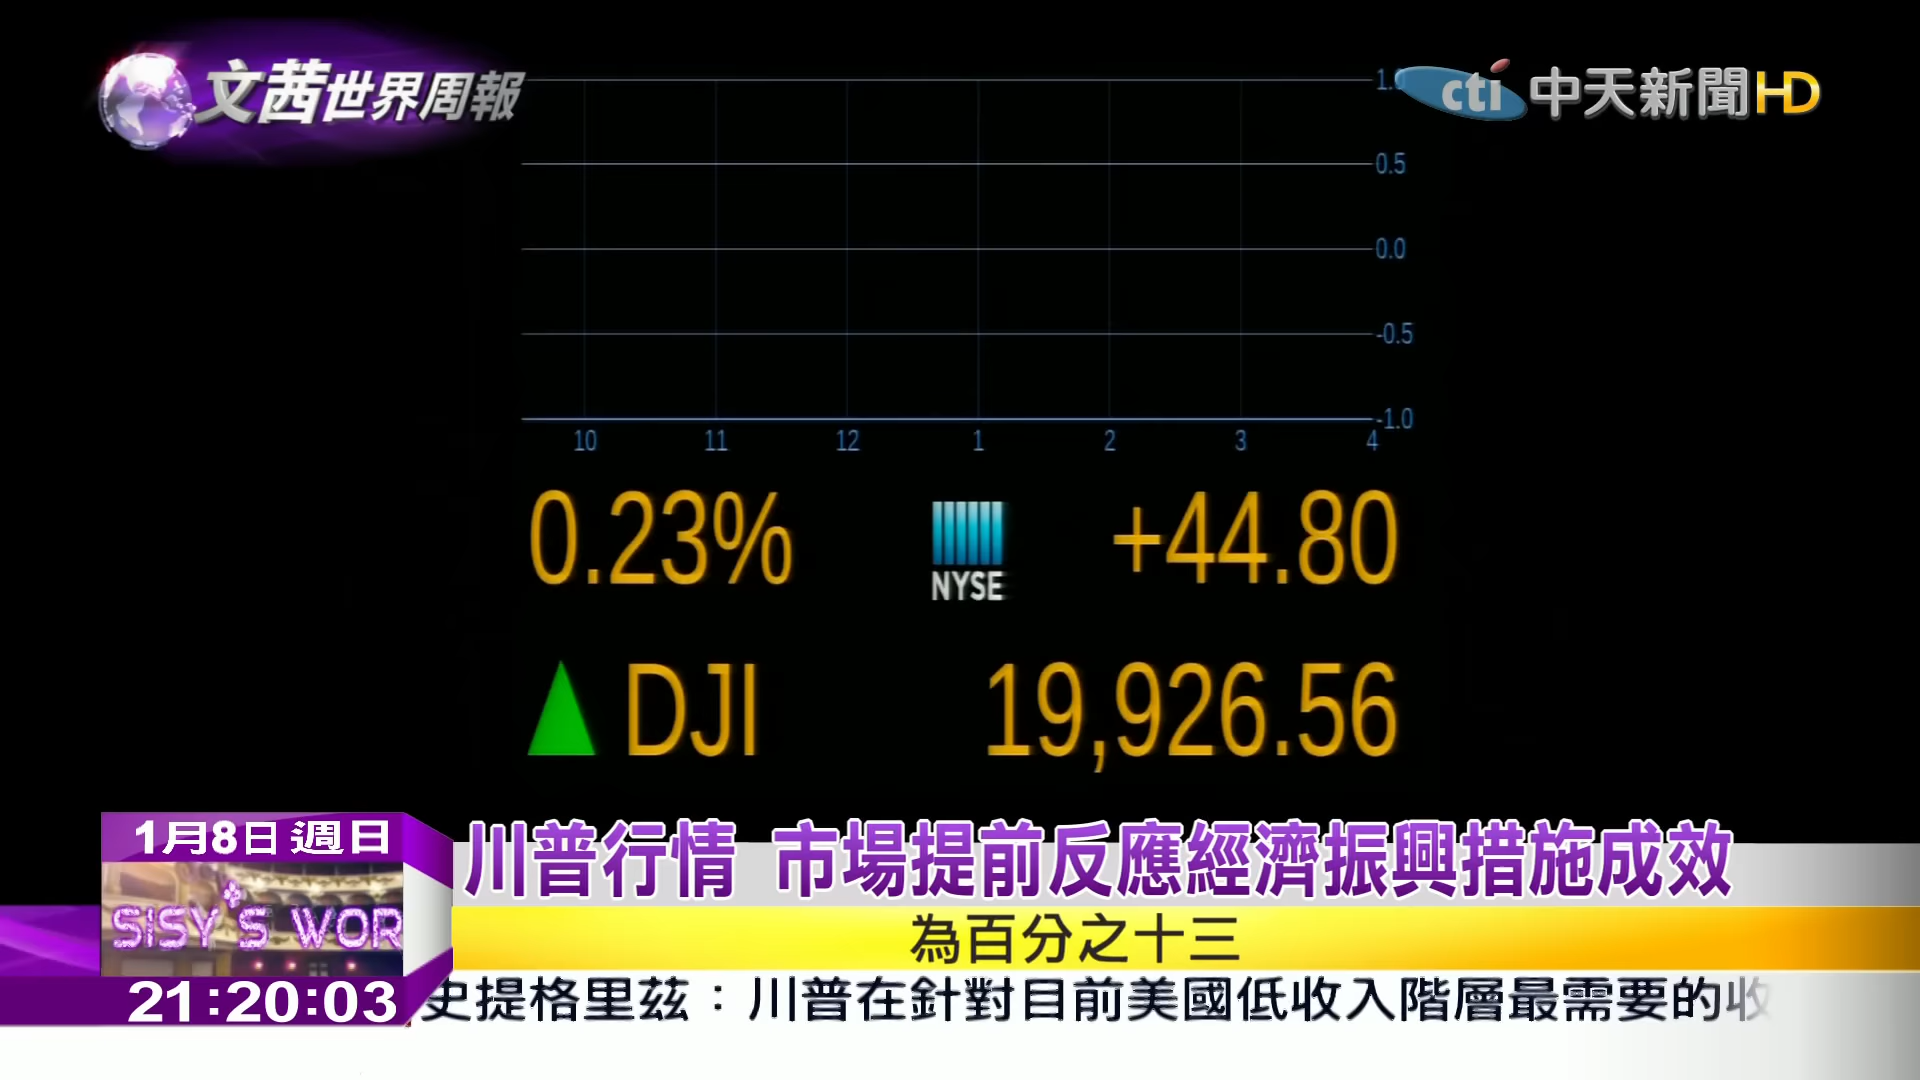 文茜世界周報
cti 中天新聞HD
1.0
0.5
0.0
-0.5
-1.0
10 11 12 1 2 3 4
0.23% NYSE +44.80
DJI 19,926.56
1月8日 週日
川普行情 市場提前反應經濟振興措施成效
SISY'S WOR
為百分之十三
21:20:03
史提格里茲：川普在針對目前美國低收入階層最需要的收